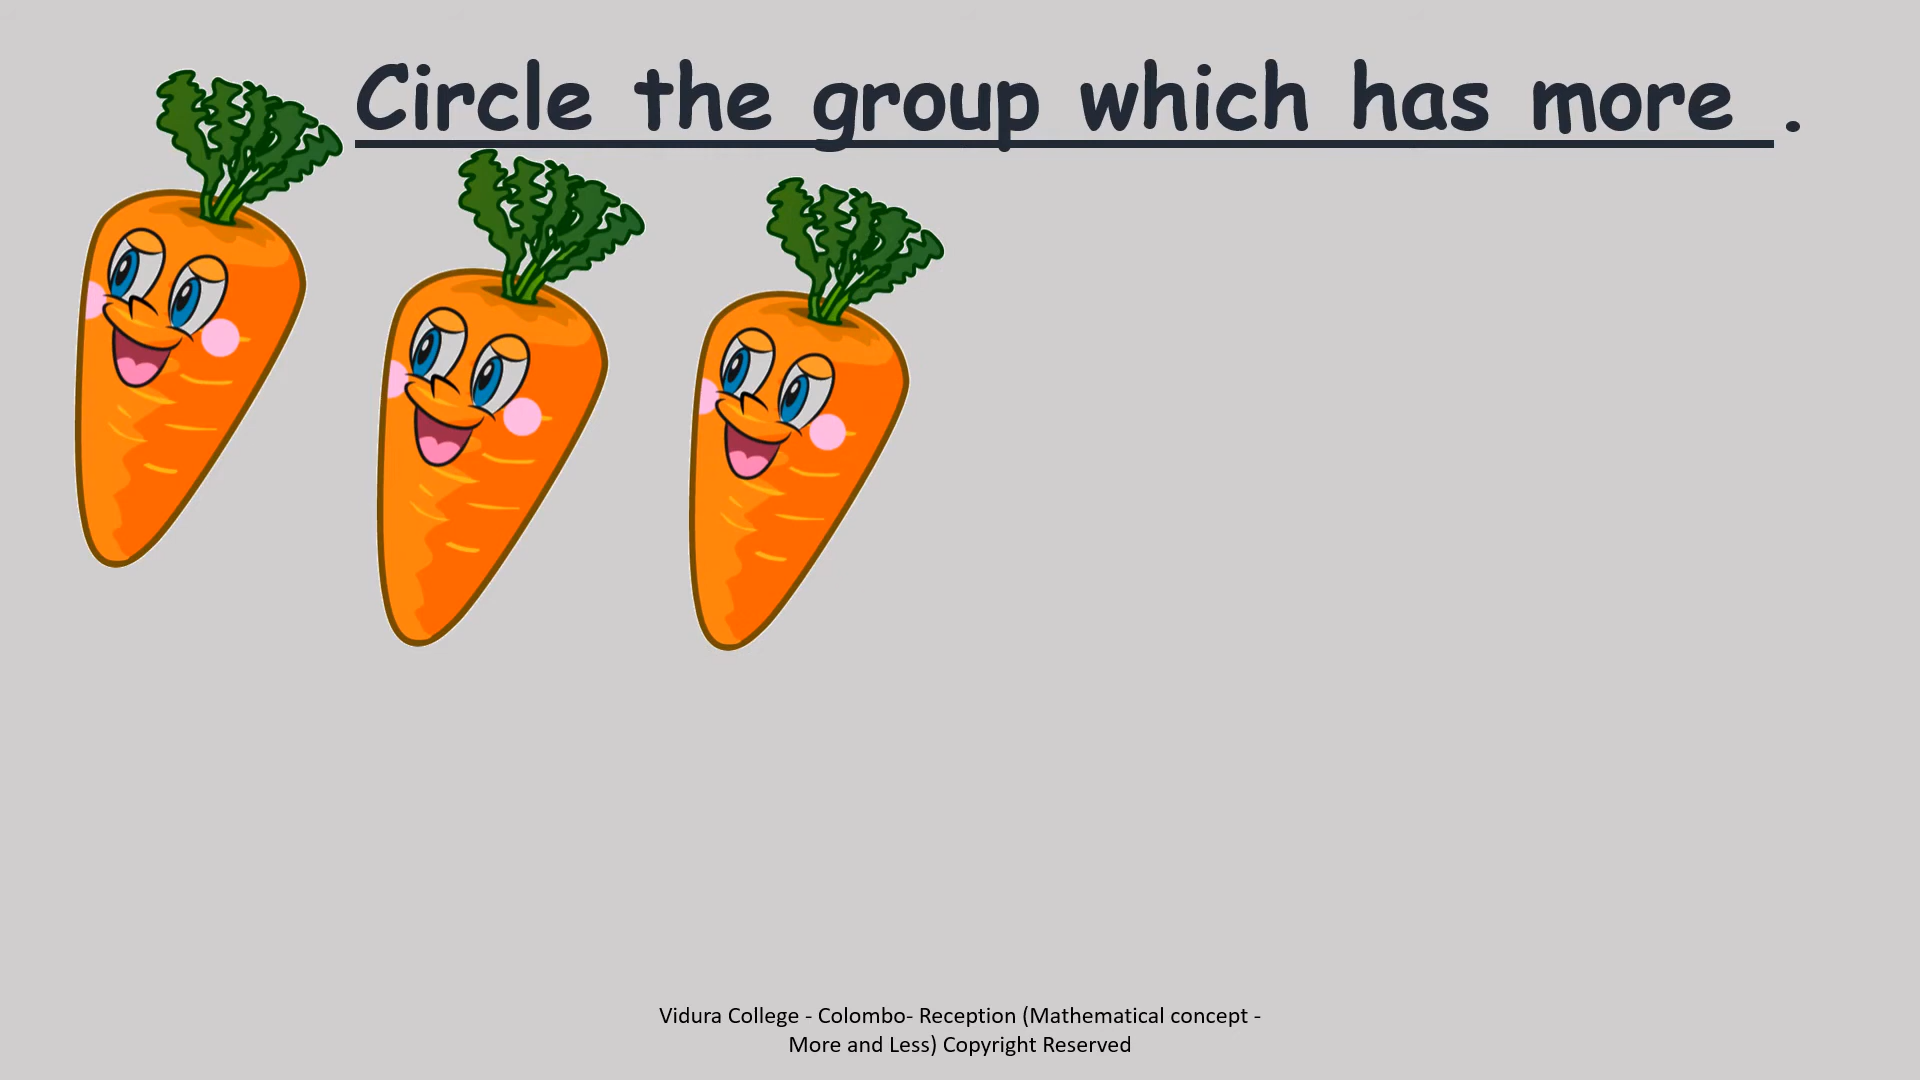 Circle the group which has more .
Vidura College - Colombo- Reception (Mathematical concept -
More and Less) Copyright Reserved